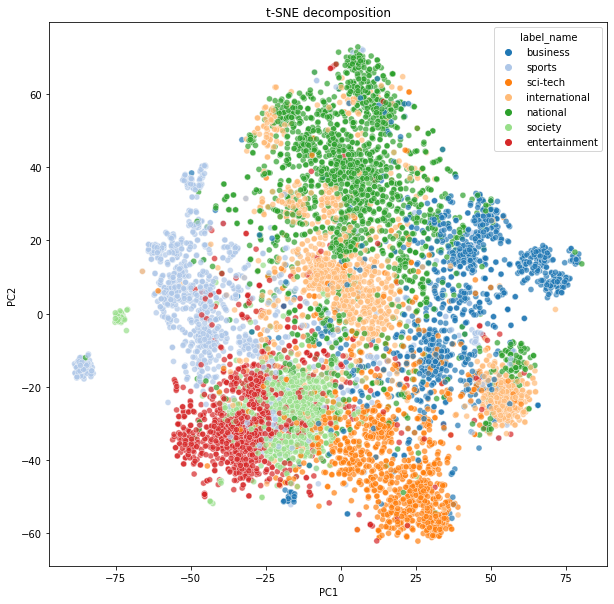 t-SNE decomposition
label_name
business
sports
sci-tech
international
national
society
entertainment
60
40
20
0
−20
−40
−60
PC2
−75
−50
−25
0
25
50
75
PC1